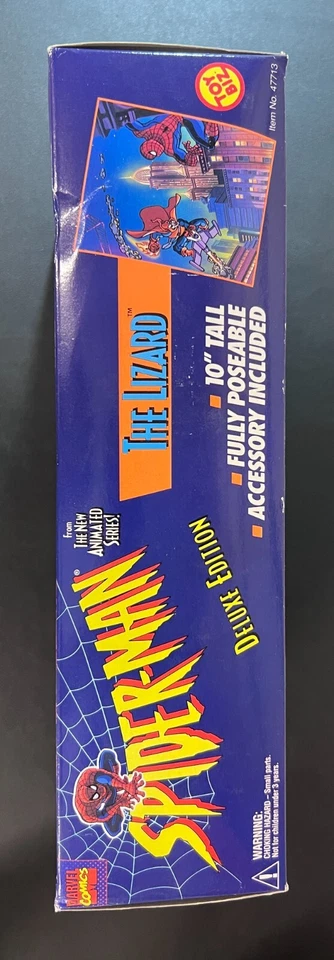 MARVEL
COMICS
SPIDER-MAN®
from
THE NEW
ANIMATED
SERIES!
DELUXE EDITION
THE LIZARD™
10" TALL
FULLY POSEABLE
ACCESSORY INCLUDED
TOY
BIZ
Item No. 47713
WARNING:
CHOKING HAZARD – Small parts.
Not for children under 3 years.